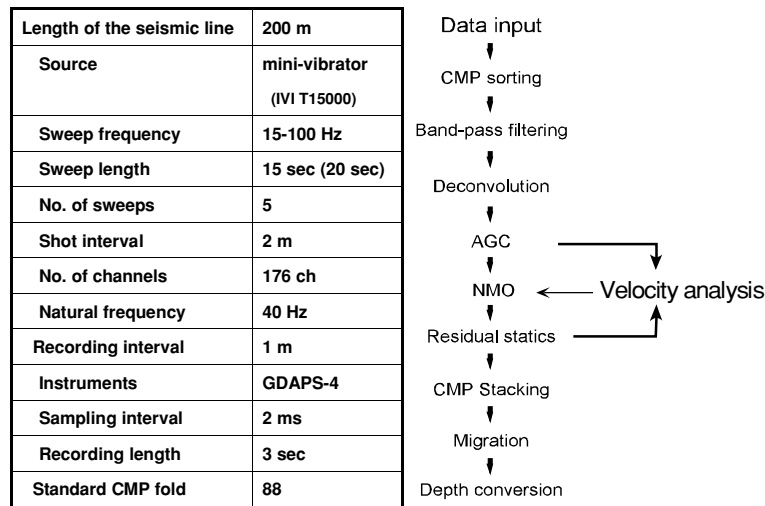 Length of the seismic line 200 m
Source mini-vibrator
(IVI T15000)
Sweep frequency 15-100 Hz
Sweep length 15 sec (20 sec)
No. of sweeps 5
Shot interval 2 m
No. of channels 176 ch
Natural frequency 40 Hz
Recording interval 1 m
Instruments GDAPS-4
Sampling interval 2 ms
Recording length 3 sec
Standard CMP fold 88
Data input
CMP sorting
Band-pass filtering
Deconvolution
AGC
NMO
Velocity analysis
Residual statics
CMP Stacking
Migration
Depth conversion